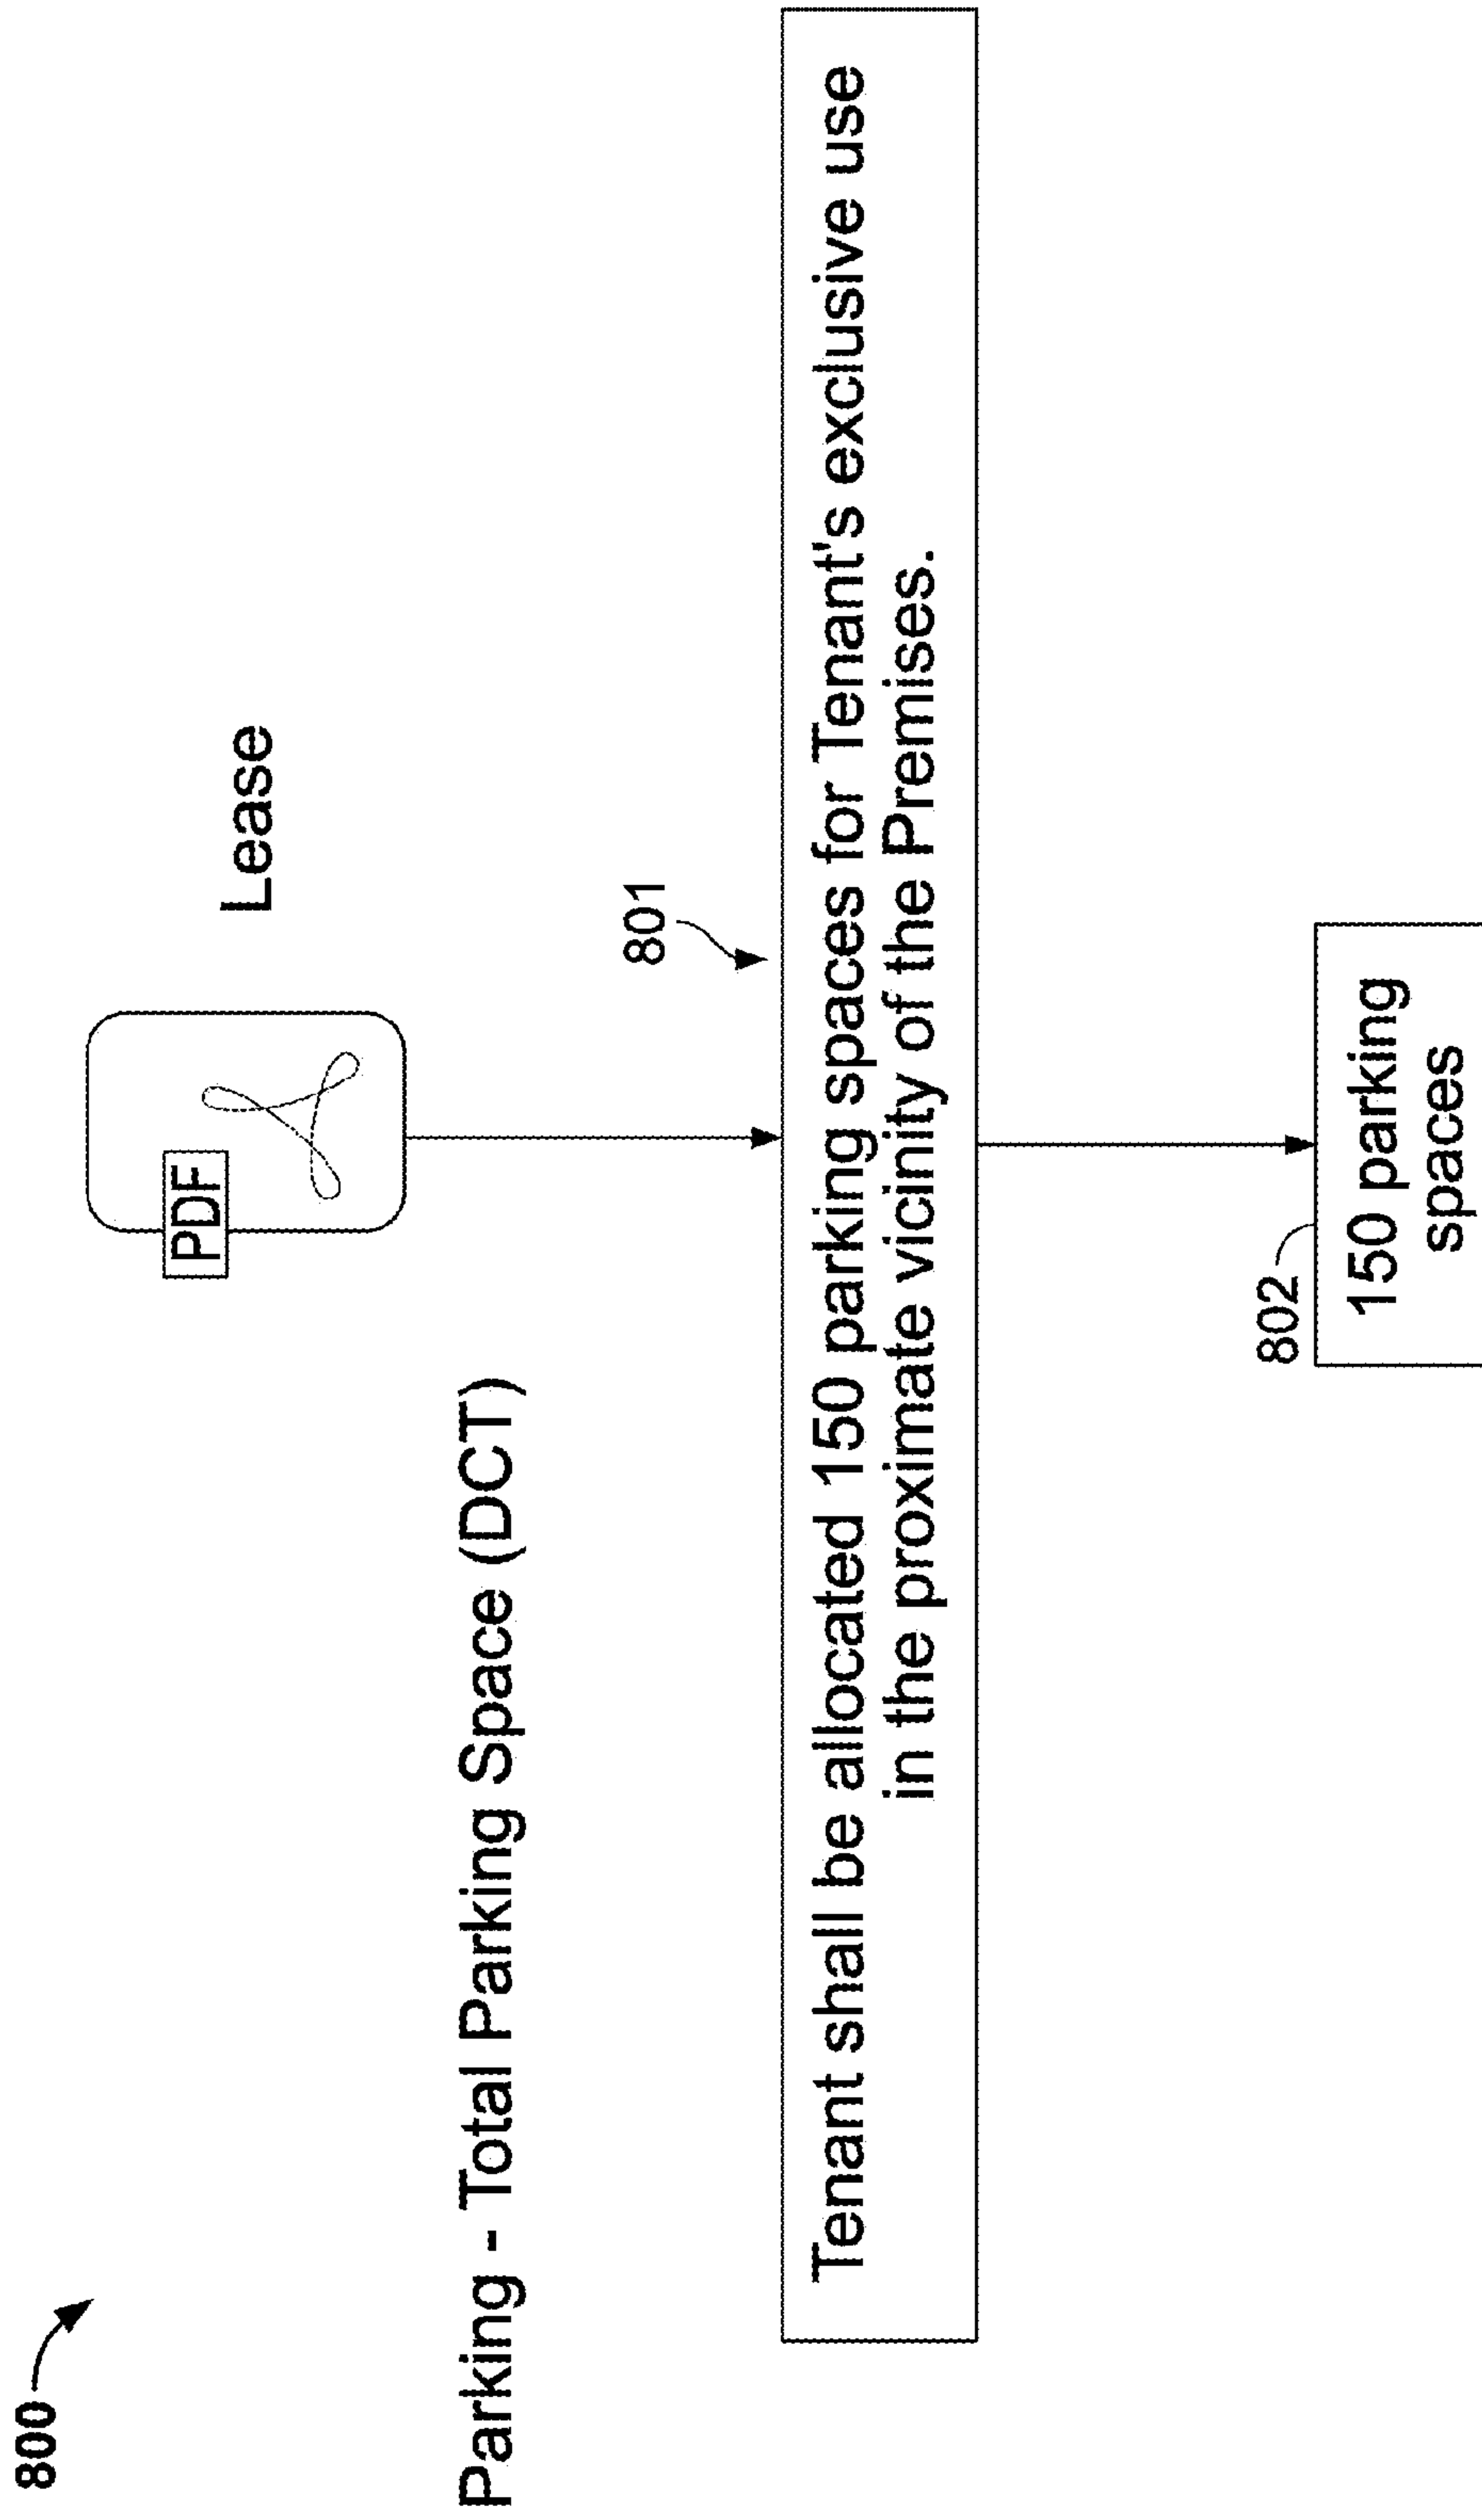 800
PDF
Lease
Parking - Total Parking Space (DCT)
801
Tenant shall be allocated 150 parking spaces for Tenant's exclusive use
in the proximate vicinity of the Premises.
802
150 parking
spaces